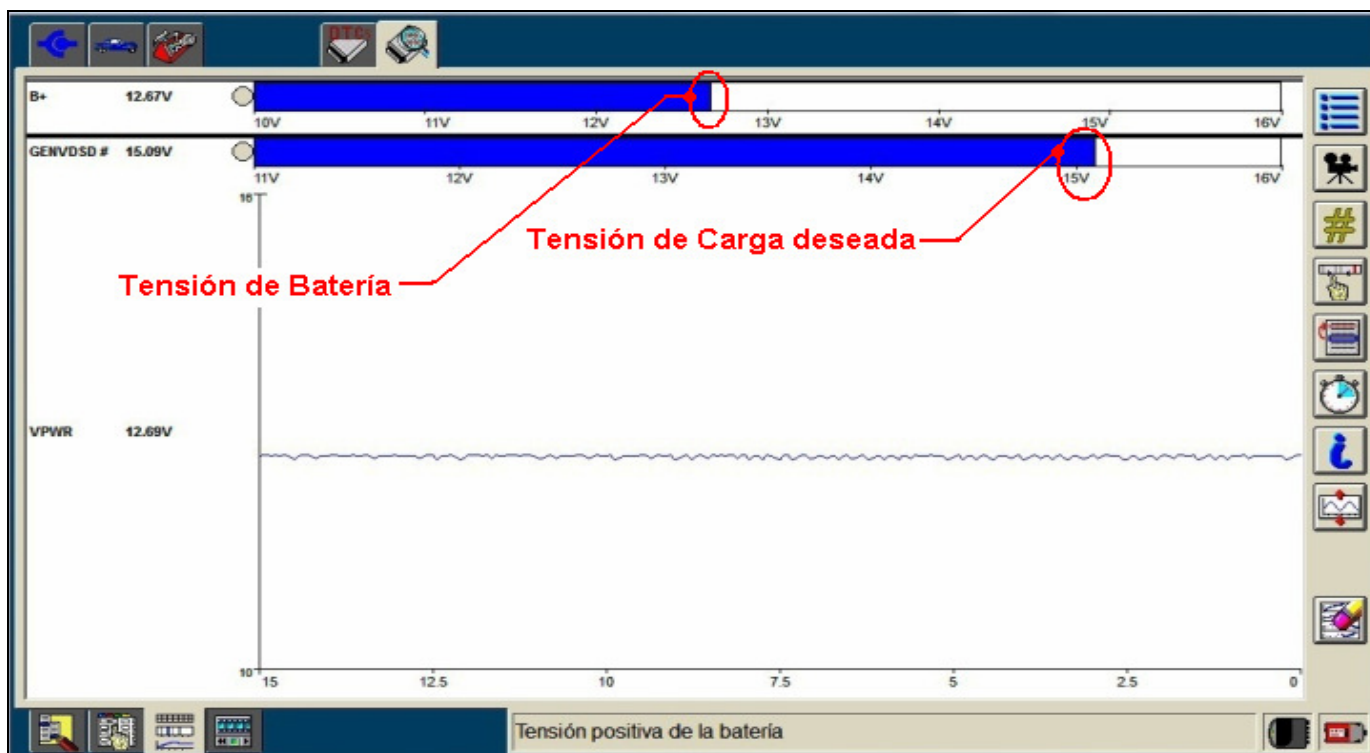 DTCs
B+ 12.67V
10V 11V 12V 13V 14V 15V 16V
GENVDSD # 15.09V
11V 12V 13V 14V 15V 16V
16
Tensión de Carga deseada
Tensión de Batería
VPWR 12.69V
10
15 12.5 10 7.5 5 2.5 0
Tensión positiva de la batería